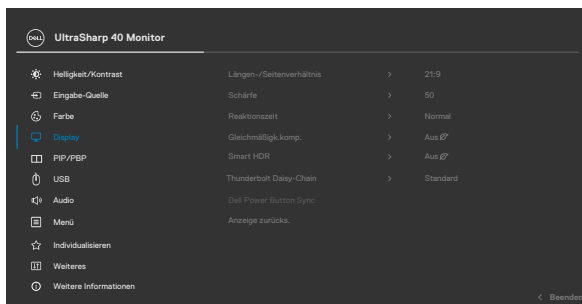 DELL UltraSharp 40 Monitor
Helligkeit/Kontrast Längen-/Seitenverhältnis > 21:9
Eingabe-Quelle Schärfe > 50
Farbe Reaktionszeit > Normal
Display Gleichmäßigk.komp. > Aus
PIP/PBP Smart HDR > Aus
USB Thunderbolt Daisy-Chain > Standard
Audio Dell Power Button Sync
Menü Anzeige zurücks.
Individualisieren
Weiteres
Weitere Informationen
< Beenden